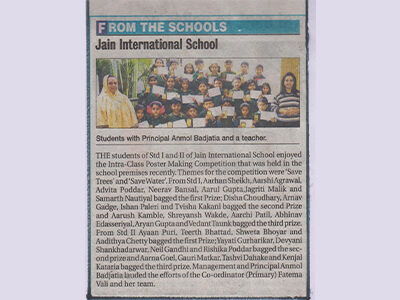 FROM THE SCHOOLS
Jain International School
Students with Principal Anmol Badjatia and a teacher.
THE students of Std I and II of Jain International School enjoyed
the Intra-Class Poster Making Competition that was held in the
school premises recently. Themes for the competition were 'Save
Trees' and 'Save Water'. From Std I, Aarhan Sheikh, Aarshi Agrawal,
Advita Poddar, Neerav Bansal, Aarul Gupta,Jagriti Malik and
Samarth Nautiyal bagged the first Prize; Disha Choudhary, Arnav
Gadge, Ishan Paleri and Tvisha Kakani bagged the second Prize
and Aarush Kamble, Shreyansh Wakde, Aarchi Patil, Abhinav
Edasseriyal, Aryan Gupta and Vedant Taunk bagged the third prize.
From Std II Ayaan Puri, Teerth Bhattad, Shweta Bhoyar and
Aadithya Chetty bagged the first Prize; Yayati Gurharikar, Devyani
Shankhadarwar, Neil Gandhi and Rishika Poddar bagged the sec-
ond prize and Aarna Goel, Gauri Matkar, Tashvi Dahake and Kenjal
Kataria bagged the third prize. Management and Principal Anmol
Badjatia lauded the efforts of the Co-ordinator (Primary) Fatema
Vali and her team.